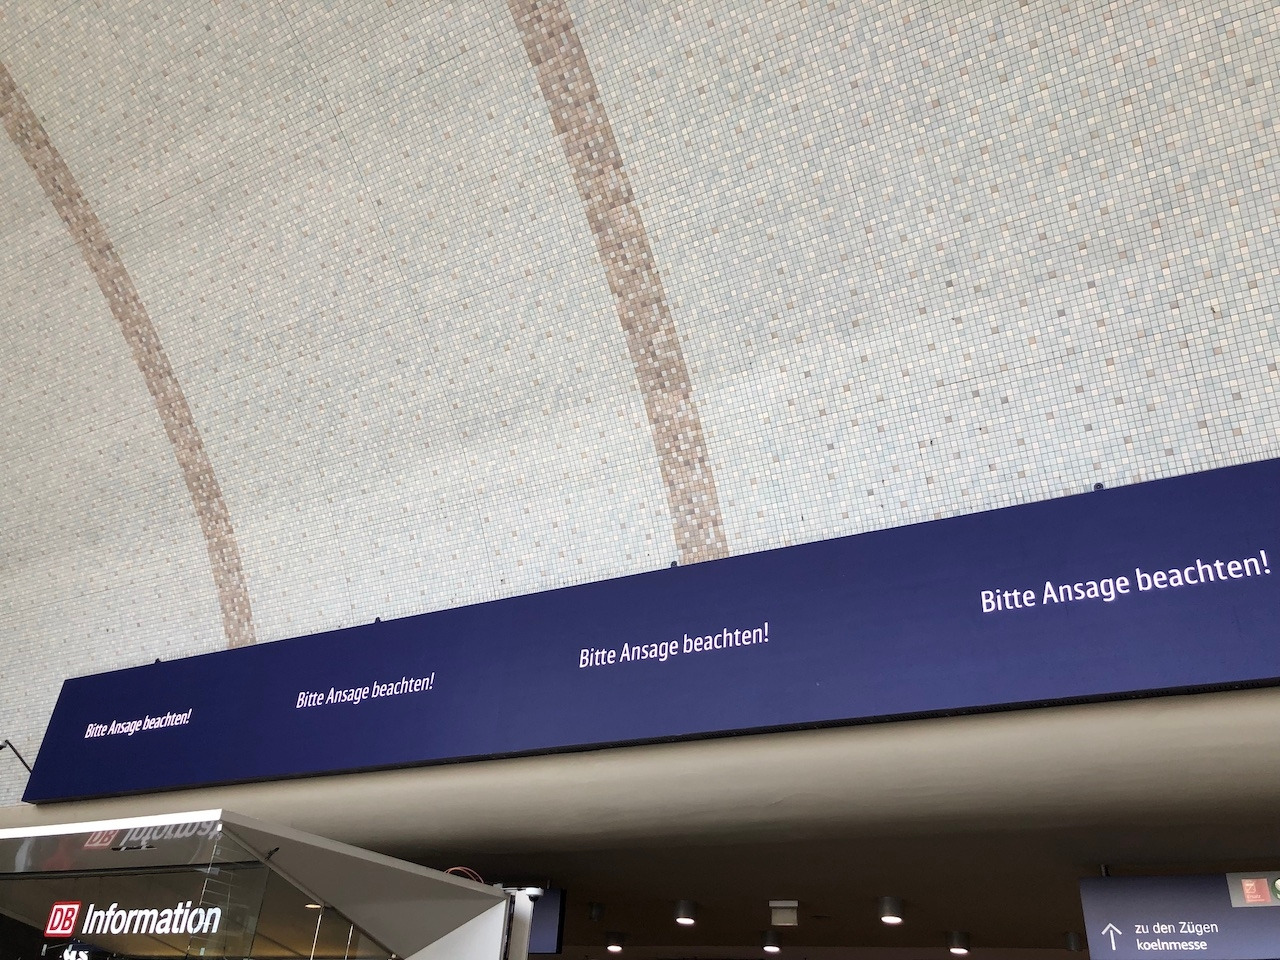 Bitte Ansage beachten!
Bitte Ansage beachten!
Bitte Ansage beachten!
Bitte Ansage beachten!
DB Information
zu den Zügen
koelnmesse